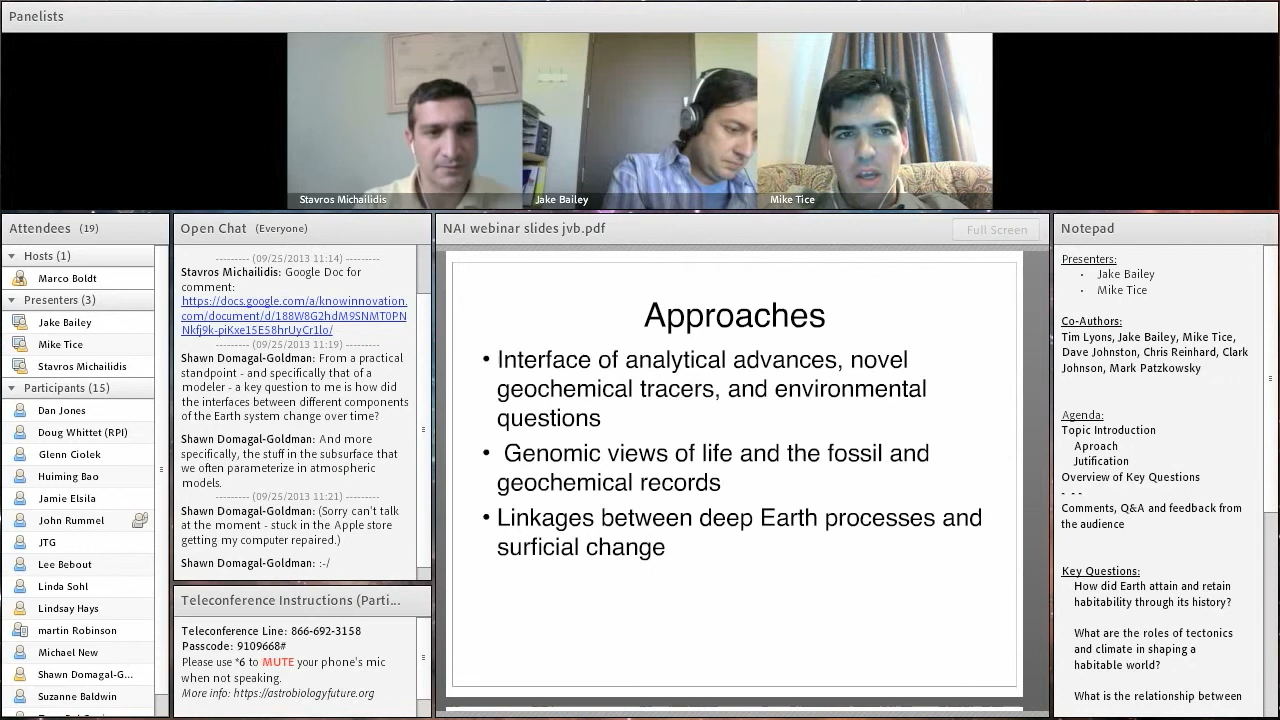 Panelists
Stavros Michailidis
Jake Bailey
Mike Tice
Attendees (19)
Hosts (1)
Marco Boldt
Presenters (3)
Jake Bailey
Mike Tice
Stavros Michailidis
Participants (15)
Dan Jones
Doug Whittet (RPI)
Glenn Ciolek
Huiming Bao
Jamie Elsila
John Rummel
JTG
Lee Bebout
Linda Sohl
Lindsay Hays
martin Robinson
Michael New
Shawn Domagal-G...
Suzanne Baldwin
Open Chat (Everyone)
--------- (09/25/2013 11:14) ---------
Stavros Michailidis: Google Doc for
comment:
https://docs.google.com/a/knowinnovation.
com/document/d/188W8G2hdM9SNMT0PN
Nkfj9k-piKxe15E58hrUyCr1lo/
--------- (09/25/2013 11:19) ---------
Shawn Domagal-Goldman: From a practical
standpoint - and specifically that of a
modeler - a key question to me is how did
the interfaces between different components
of the Earth system change over time?
Shawn Domagal-Goldman: And more
specifically, the stuff in the subsurface that
we often parameterize in atmospheric
models.
--------- (09/25/2013 11:21) ---------
Shawn Domagal-Goldman: (Sorry can't talk
at the moment - stuck in the Apple store
getting my computer repaired.)
Shawn Domagal-Goldman: :-/
Teleconference Instructions (Parti...
Teleconference Line: 866-692-3158
Passcode: 9109668#
Please use *6 to MUTE your phone's mic
when not speaking.
More info: https://astrobiologyfuture.org
NAI webinar slides jvb.pdf
Full Screen
Approaches
• Interface of analytical advances, novel
geochemical tracers, and environmental
questions
• Genomic views of life and the fossil and
geochemical records
• Linkages between deep Earth processes and
surficial change
Notepad
Presenters:
• Jake Bailey
• Mike Tice
Co-Authors:
Tim Lyons, Jake Bailey, Mike Tice,
Dave Johnston, Chris Reinhard, Clark
Johnson, Mark Patzkowsky
Agenda:
Topic Introduction
Aproach
Jutification
Overview of Key Questions
- - -
Comments, Q&A and feedback from
the audience
Key Questions:
How did Earth attain and retain
habitability through its history?
What are the roles of tectonics
and climate in shaping a
habitable world?
What is the relationship between